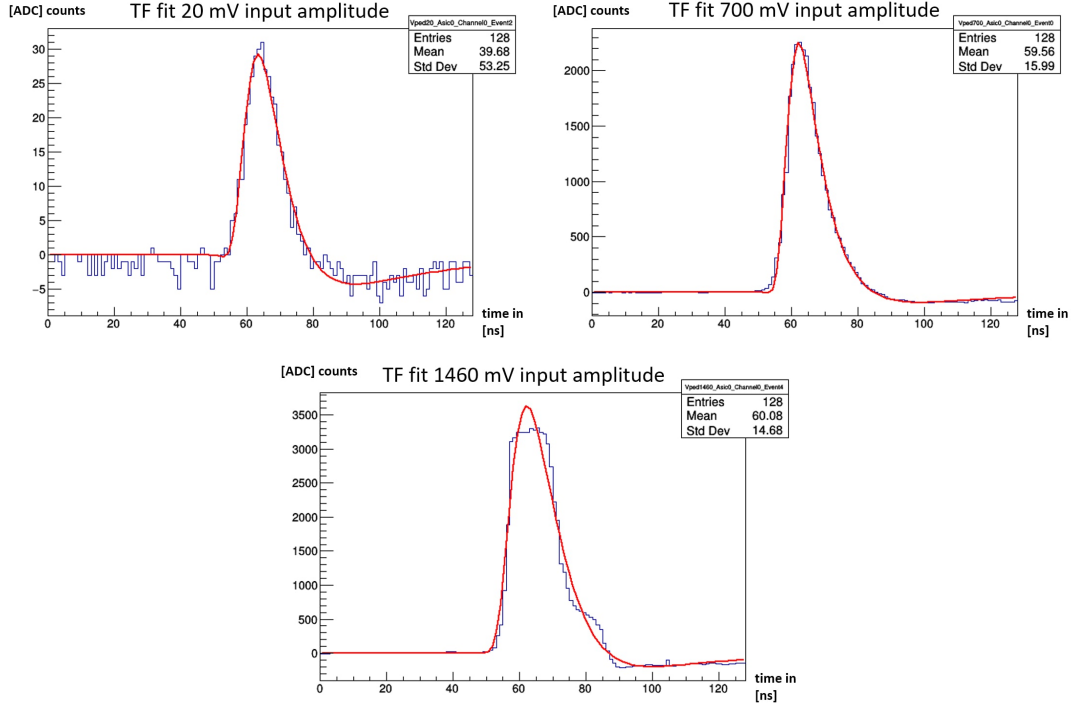 [ADC] counts
TF fit 20 mV input amplitude
Vped20_Asic0_Channel0_Event2
Entries 128
Mean 39.68
Std Dev 53.25
30
25
20
15
10
5
0
−5
0 20 40 60 80 100 120
time in
[ns]
[ADC] counts
TF fit 700 mV input amplitude
Vped700_Asic0_Channel0_Event0
Entries 128
Mean 59.56
Std Dev 15.99
2000
1500
1000
500
0
0 20 40 60 80 100 120
time in
[ns]
[ADC] counts
TF fit 1460 mV input amplitude
Vped1460_Asic0_Channel0_Event4
Entries 128
Mean 60.08
Std Dev 14.68
3500
3000
2500
2000
1500
1000
500
0
0 20 40 60 80 100 120
time in
[ns]